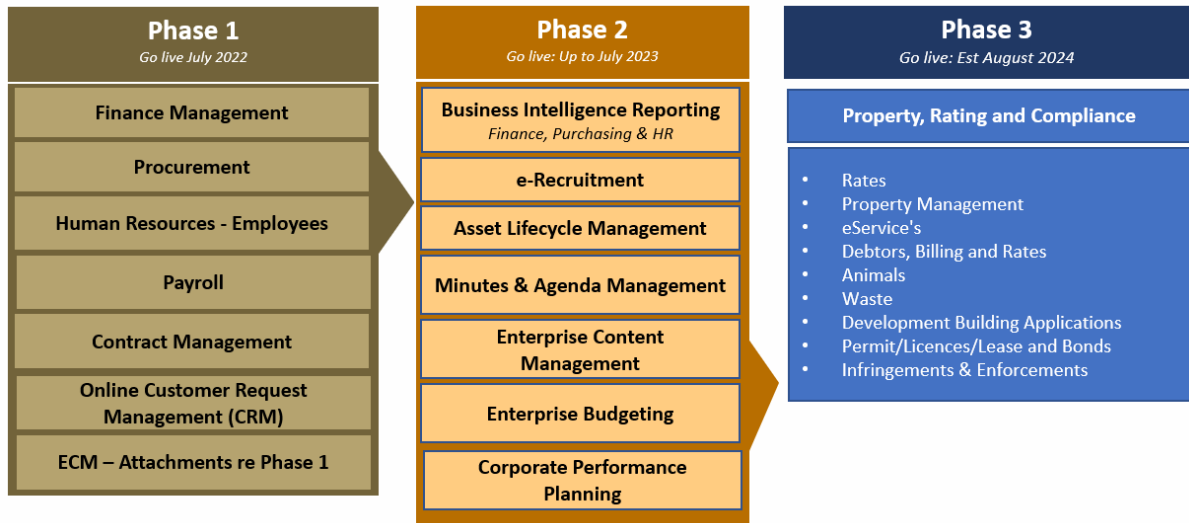 Phase 1
Go live July 2022
Finance Management
Procurement
Human Resources - Employees
Payroll
Contract Management
Online Customer Request
Management (CRM)
ECM – Attachments re Phase 1
Phase 2
Go live: Up to July 2023
Business Intelligence Reporting
Finance, Purchasing & HR
e-Recruitment
Asset Lifecycle Management
Minutes & Agenda Management
Enterprise Content
Management
Enterprise Budgeting
Corporate Performance
Planning
Phase 3
Go live: Est August 2024
Property, Rating and Compliance
• Rates
• Property Management
• eService's
• Debtors, Billing and Rates
• Animals
• Waste
• Development Building Applications
• Permit/Licences/Lease and Bonds
• Infringements & Enforcements